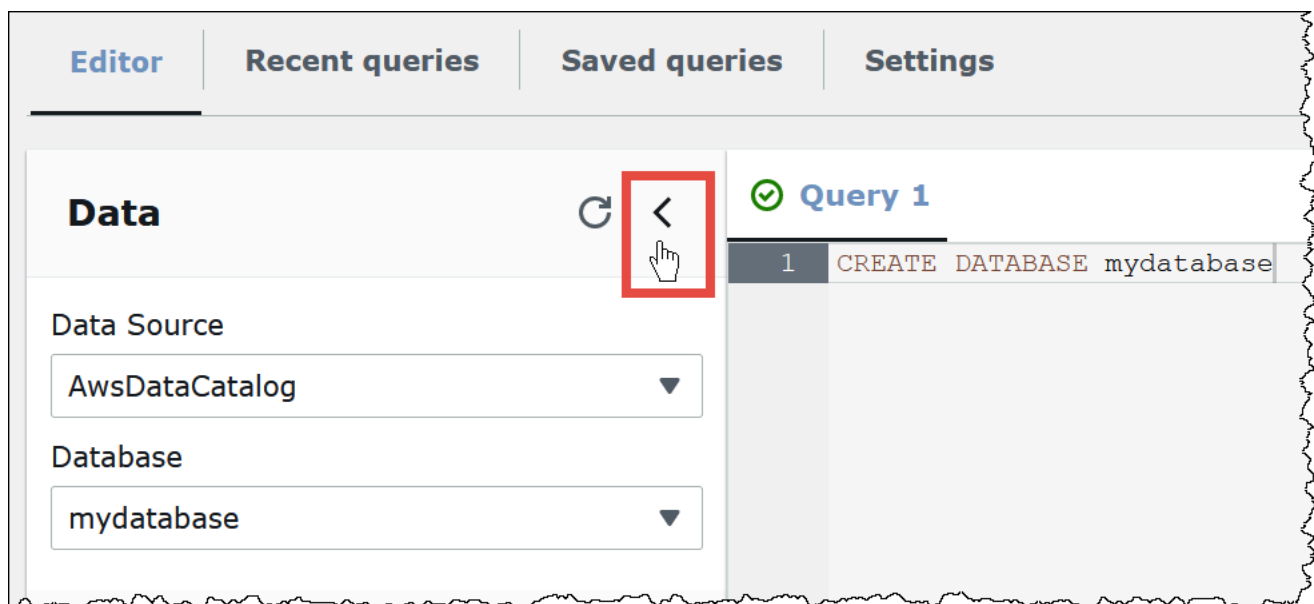 Editor
Recent queries
Saved queries
Settings
Data
Data Source
AwsDataCatalog
Database
mydatabase
Query 1
1 CREATE DATABASE mydatabase